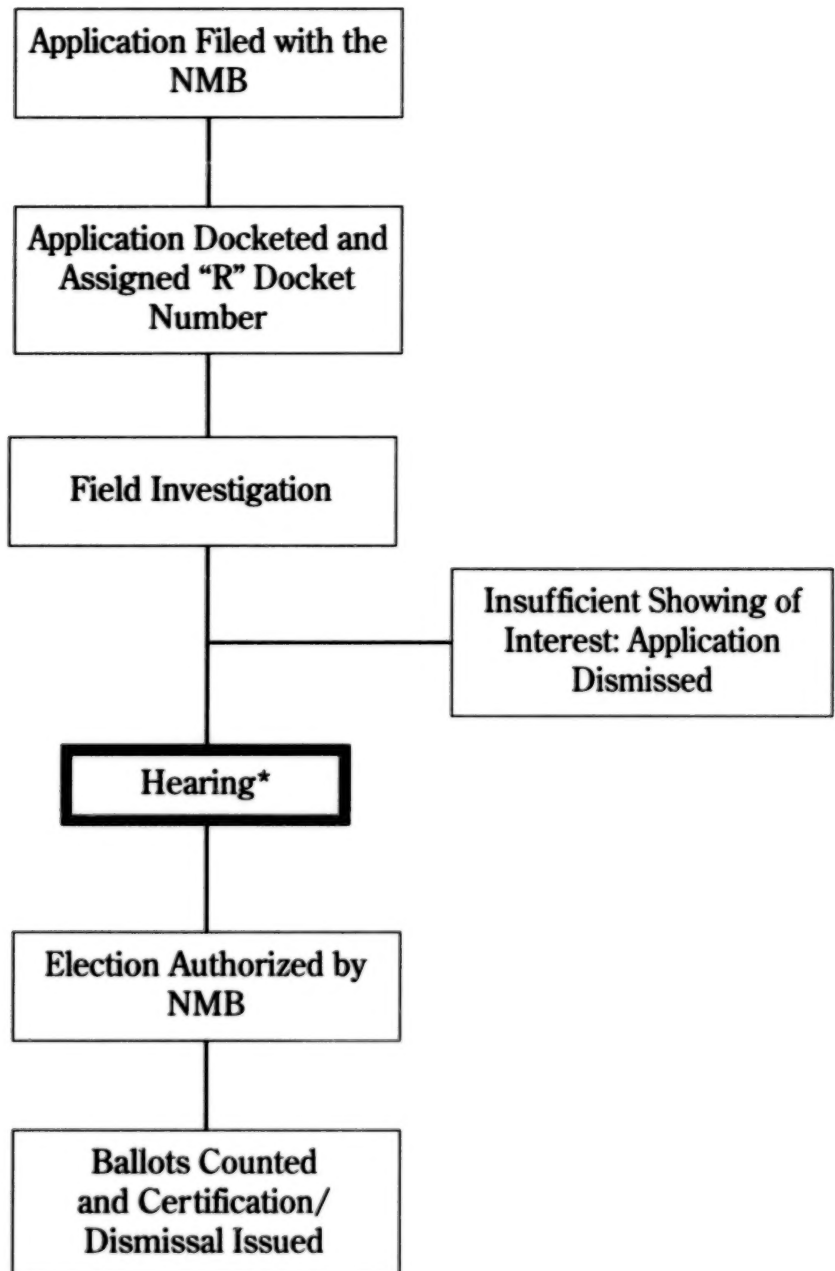 Application Filed with the
NMB
Application Docketed and
Assigned “R” Docket
Number
Field Investigation
Insufficient Showing of
Interest: Application
Dismissed
Hearing*
Election Authorized by
NMB
Ballots Counted
and Certification/
Dismissal Issued